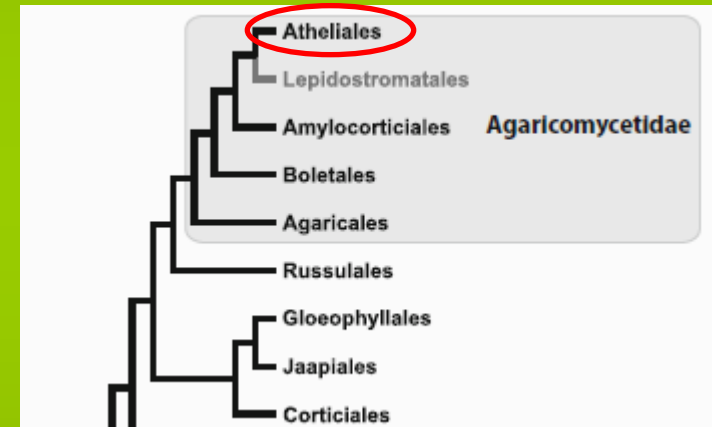 Atheliales
Lepidostromatales
Amylocorticiales Agaricomycetidae
Boletales
Agaricales
Russulales
Gloeophyllales
Jaapiales
Corticiales